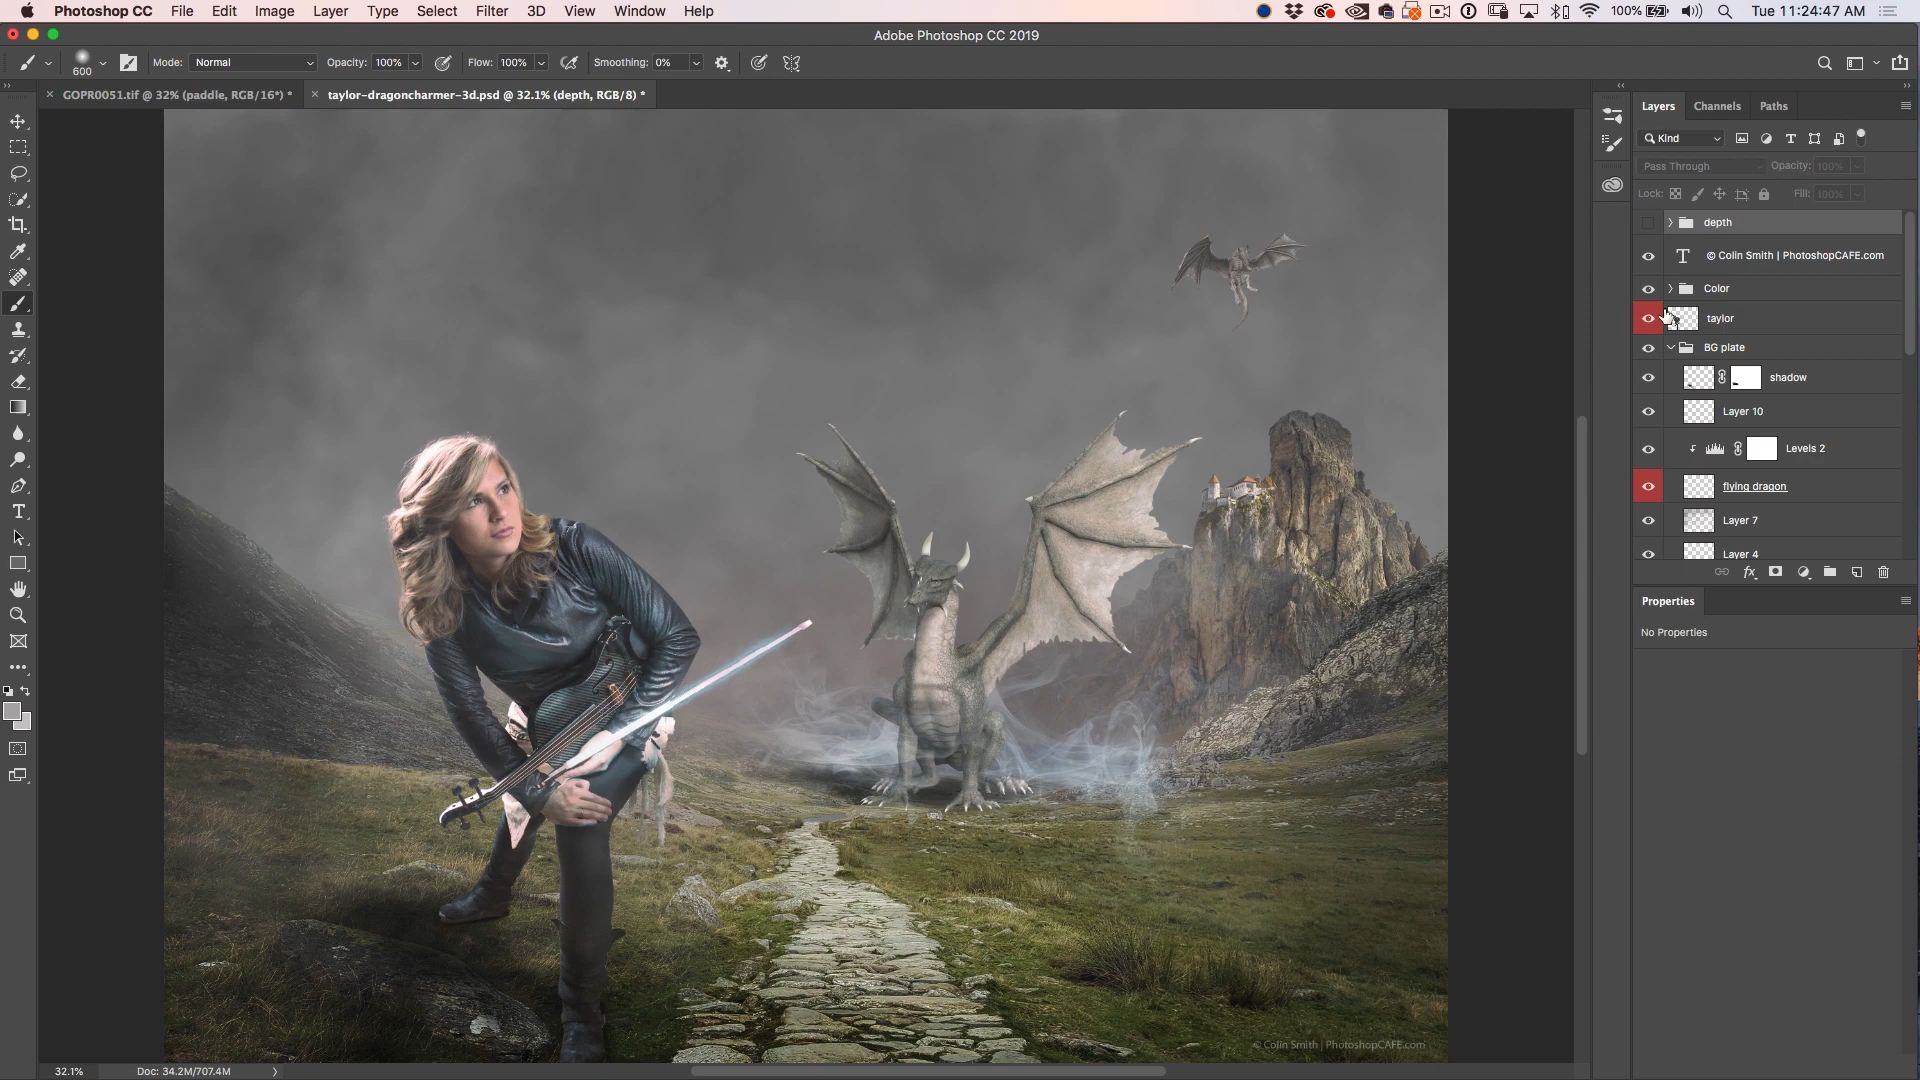 Photoshop CC File Edit Image Layer Type Select Filter 3D View Window Help 100% Tue 11:24:47 AM
Adobe Photoshop CC 2019
600 Mode: Normal Opacity: 100% Flow: 100% Smoothing: 0%
GOPR0051.tif @ 32% (paddle, RGB/16*) * taylor-dragoncharmer-3d.psd @ 32.1% (depth, RGB/8) *
Layers Channels Paths
Kind
Pass Through Opacity: 100%
Lock: Fill: 100%
depth
© Colin Smith | PhotoshopCAFE.com
Color
taylor
BG plate
shadow
Layer 10
Levels 2
flying dragon
Layer 7
Layer 4
Properties
No Properties
© Colin Smith | PhotoshopCAFE.com
32.1% Doc: 34.2M/707.4M